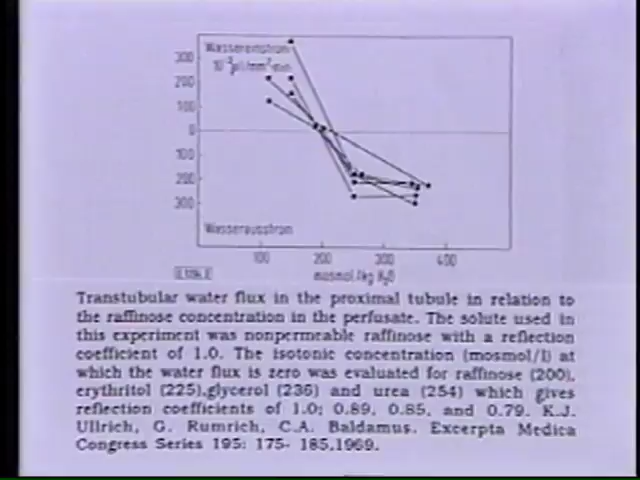 Wassereinstrom
10⁻³µl/mm²·min
300
200
100
0
100
200
300
Wasserausstrom
100 200 300 400
mosmol/kg H₂O
Transtubular water flux in the proximal tubule in relation to
the raffinose concentration in the perfusate. The solute used in
this experiment was nonpermeable raffinose with a reflection
coefficient of 1.0. The isotonic concentration (mosmol/l) at
which the water flux is zero was evaluated for raffinose (200),
erythritol (225),glycerol (236) and urea (254) which gives
reflection coefficients of 1.0; 0.89, 0.85, and 0.79. K.J.
Ullrich, G. Rumrich, C.A. Baldamus. Excerpta Medica
Congress Series 195: 175- 185,1969.